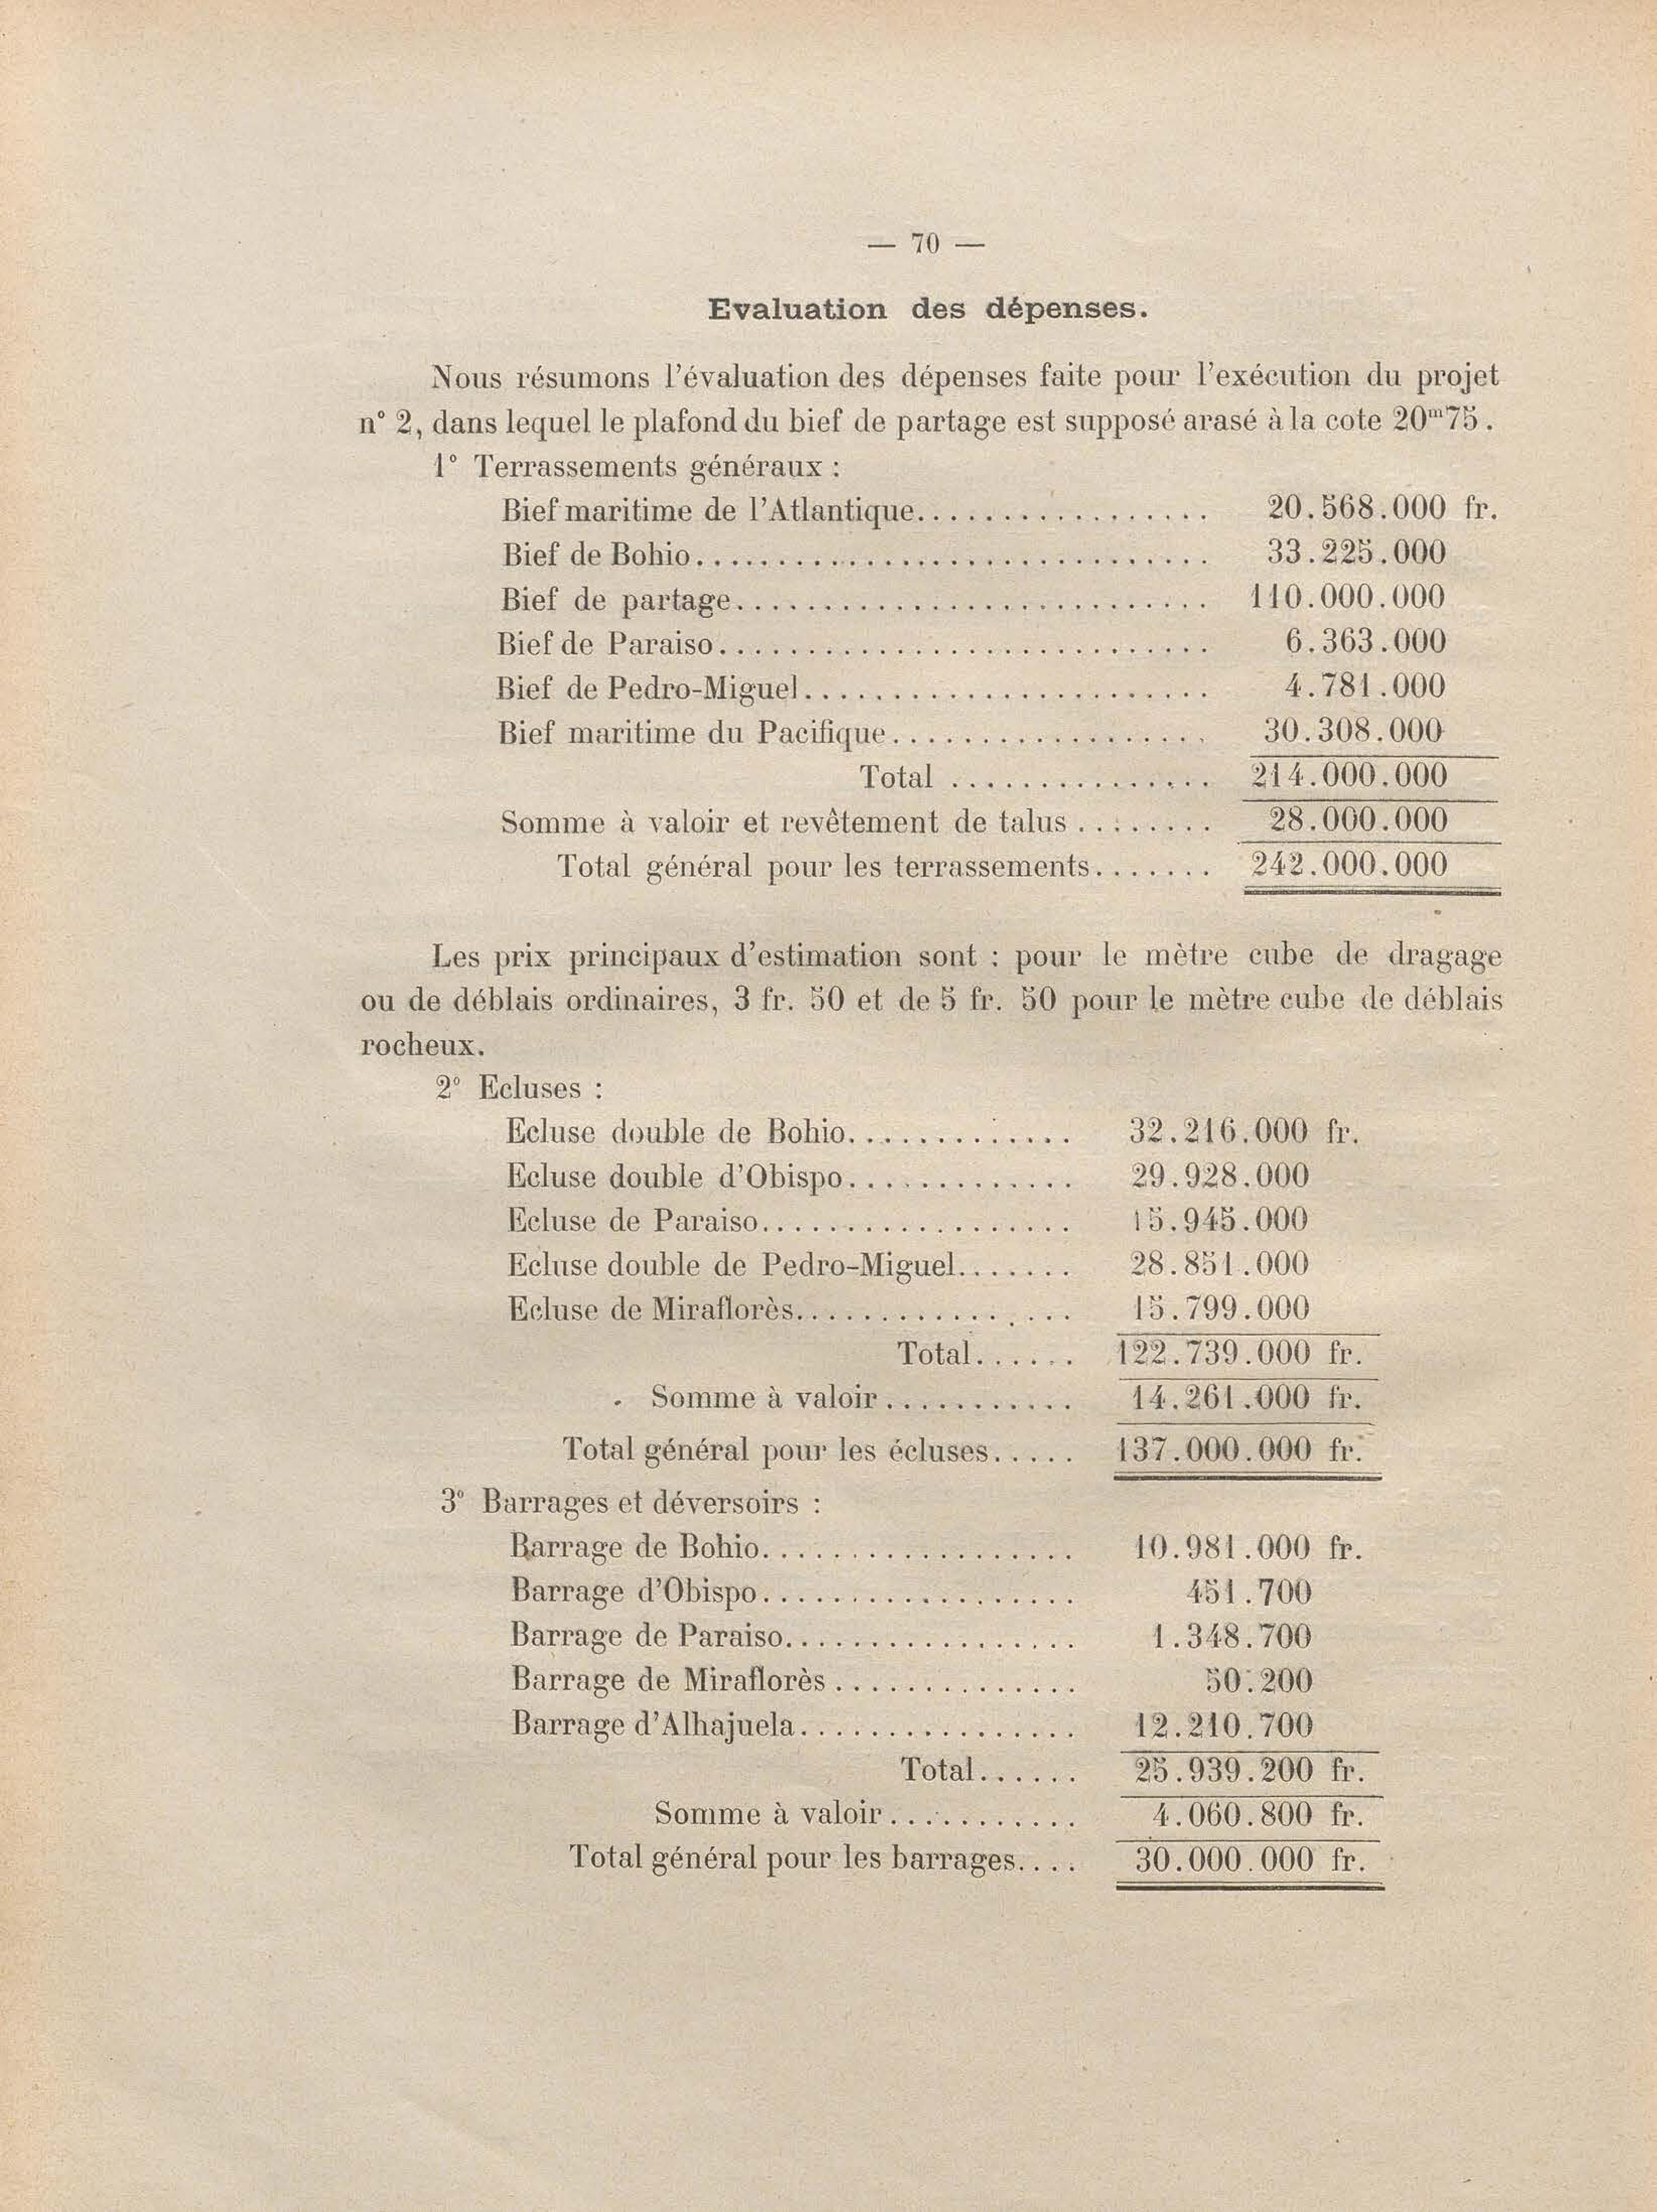 — 70 —
Evaluation des dépenses.
Nous résumons l'évaluation des dépenses faite pour l'exécution du projet
n° 2, dans lequel le plafond du bief de partage est supposé arasé à la cote 20ᵐ75.
1° Terrassements généraux :
Bief maritime de l'Atlantique.................. 20.568.000 fr.
Bief de Bohio............................... 33.225.000
Bief de partage............................. 110.000.000
Bief de Paraiso.............................. 6.363.000
Bief de Pedro-Miguel......................... 4.781.000
Bief maritime du Pacifique................... 30.308.000
Total ................ 214.000.000
Somme à valoir et revêtement de talus ........ 28.000.000
Total général pour les terrassements....... 242.000.000
Les prix principaux d'estimation sont : pour le mètre cube de dragage
ou de déblais ordinaires, 3 fr. 50 et de 5 fr. 50 pour le mètre cube de déblais
rocheux.
2° Ecluses :
Ecluse double de Bohio.............. 32.216.000 fr.
Ecluse double d'Obispo.............. 29.928.000
Ecluse de Paraiso................... 15.945.000
Ecluse double de Pedro-Miguel....... 28.851.000
Ecluse de Miraflorès................. 15.799.000
Total...... 122.739.000 fr.
Somme à valoir........... 14.261.000 fr.
Total général pour les écluses..... 137.000.000 fr.
3° Barrages et déversoirs :
Barrage de Bohio................... 10.981.000 fr.
Barrage d'Obispo................... 451.700
Barrage de Paraiso.................. 1.348.700
Barrage de Miraflorès ............... 50.200
Barrage d'Alhajuela................. 12.210.700
Total...... 25.939.200 fr.
Somme à valoir............ 4.060.800 fr.
Total général pour les barrages.... 30.000.000 fr.